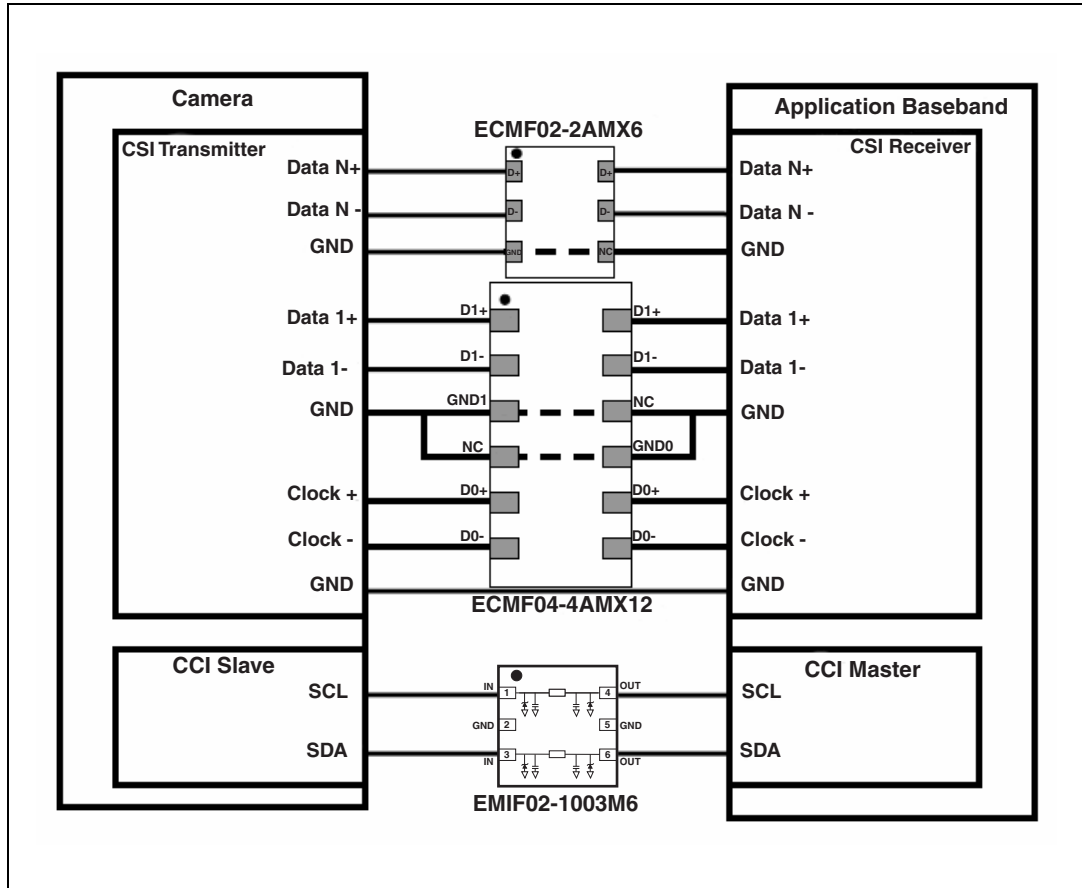 Camera
Application Baseband
ECMF02-2AMX6
CSI Transmitter
CSI Receiver
Data N+
D+
D+
Data N+
Data N -
D-
D-
Data N -
GND
GND
NC
GND
Data 1+
D1+
D1+
Data 1+
Data 1-
D1-
D1-
Data 1-
GND
GND1
NC
GND
NC
GND0
Clock +
D0+
D0+
Clock +
Clock -
D0-
D0-
Clock -
GND
GND
ECMF04-4AMX12
CCI Slave
CCI Master
SCL
IN
1
4
OUT
SCL
GND
2
5
GND
SDA
IN
3
6
OUT
SDA
EMIF02-1003M6